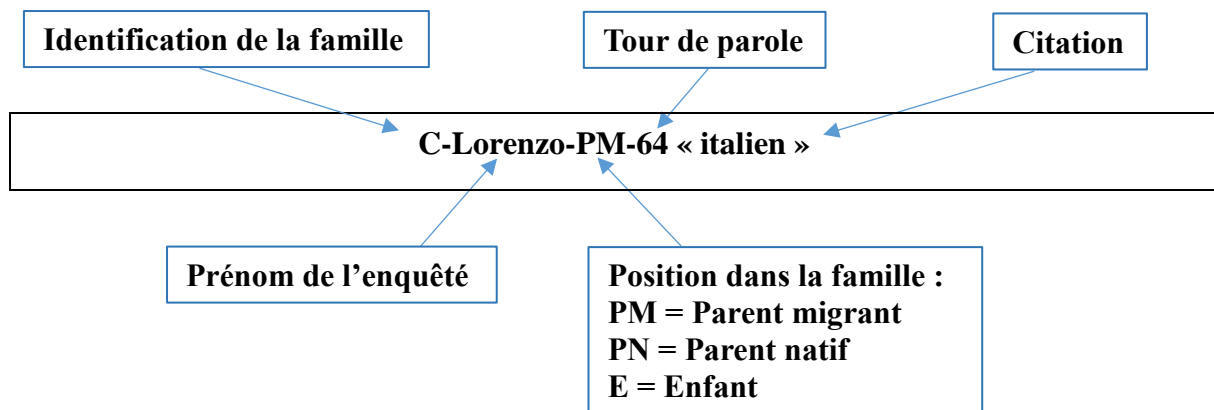 Identification de la famille
Tour de parole
Citation
C-Lorenzo-PM-64 « italien »
Prénom de l’enquêté
Position dans la famille :
PM = Parent migrant
PN = Parent natif
E = Enfant